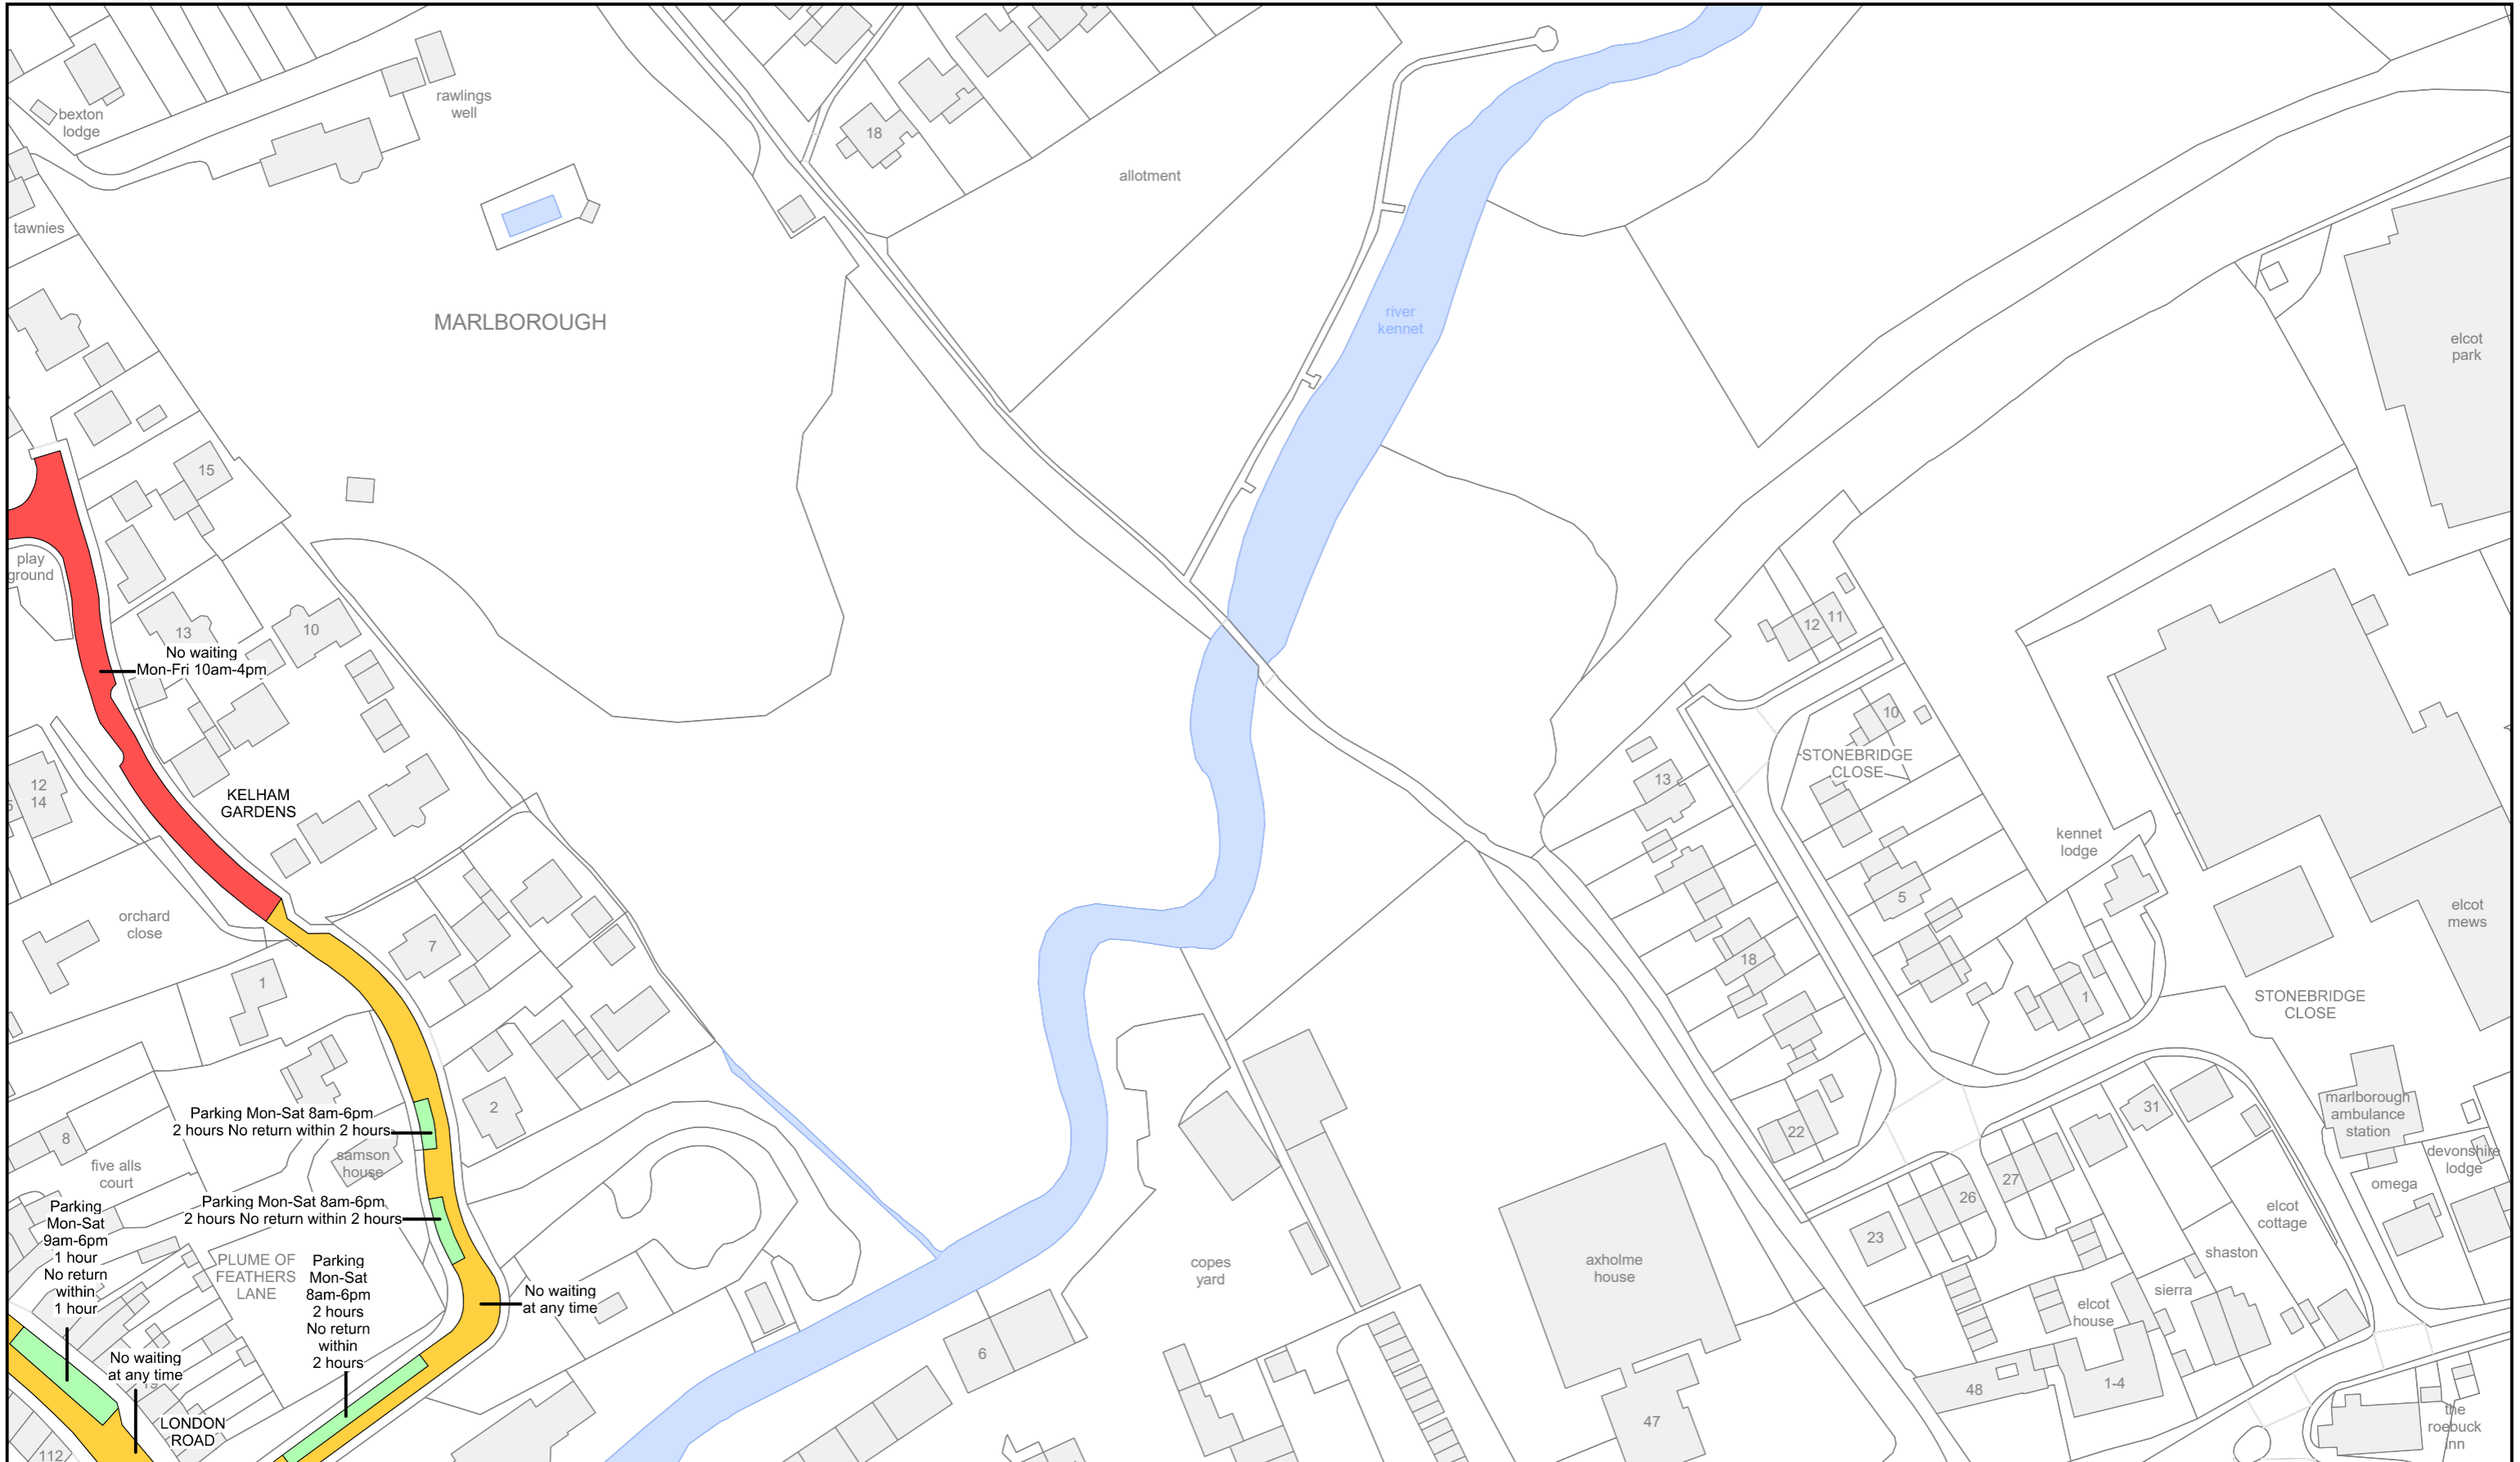 bexton
lodge
rawlings
well
18
allotment
tawnies
MARLBOROUGH
river
kennet
elcot
park
15
play
ground
13
10
No waiting
Mon-Fri 10am-4pm
12
11
10
STONEBRIDGE
CLOSE
13
12
14
KELHAM
GARDENS
kennet
lodge
5
orchard
close
7
elcot
mews
18
1
1
STONEBRIDGE
CLOSE
2
Parking Mon-Sat 8am-6pm
2 hours No return within 2 hours
8
samson
house
five alls
court
31
marlborough
ambulance
station
22
devonshire
lodge
27
omega
26
Parking Mon-Sat 8am-6pm
2 hours No return within 2 hours
Parking
Mon-Sat
9am-6pm
1 hour
No return
within
1 hour
elcot
cottage
23
shaston
PLUME OF
FEATHERS
LANE
Parking
Mon-Sat
8am-6pm
2 hours
No return
within
2 hours
No waiting
at any time
copes
yard
axholme
house
sierra
elcot
house
6
No waiting
at any time
48
1-4
LONDON
ROAD
47
the
roebuck
inn
112